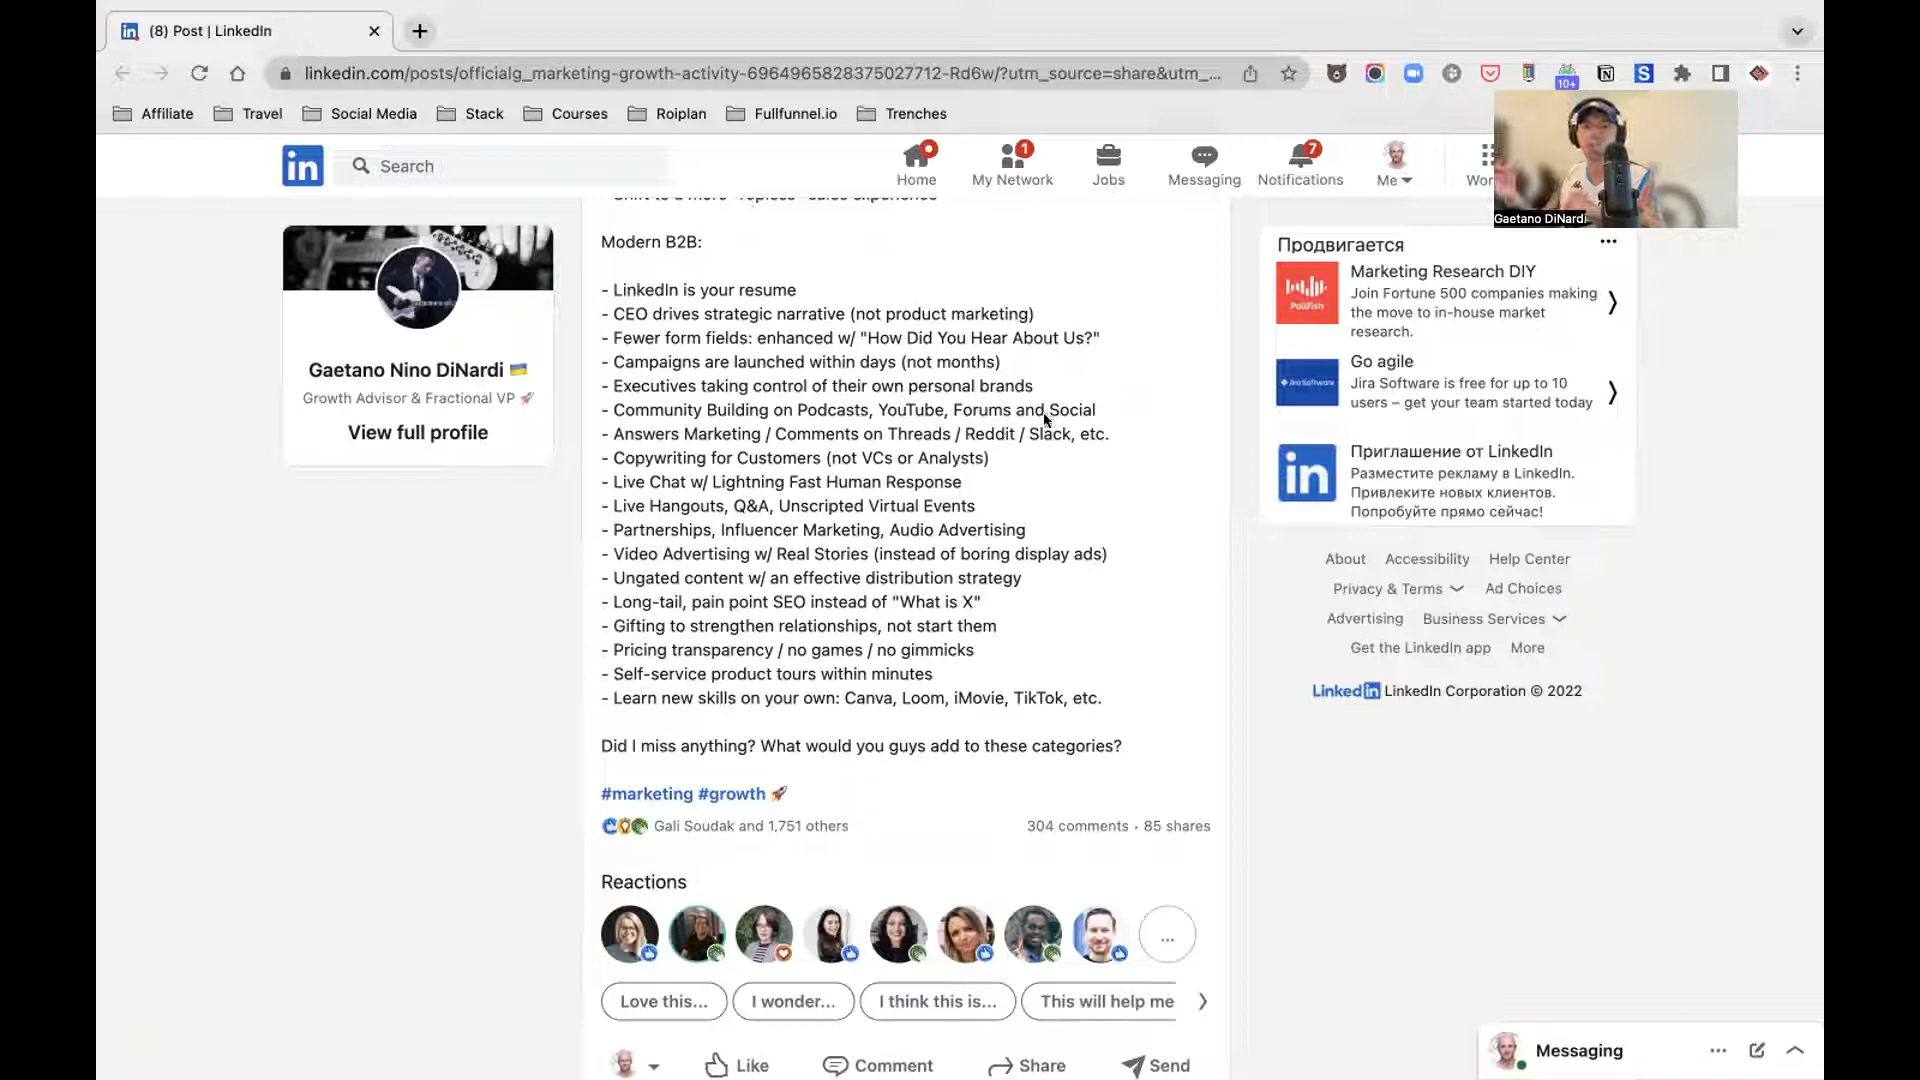 (8) Post | LinkedIn
linkedin.com/posts/officialg_marketing-growth-activity-6964965828375027712-Rd6w/?utm_source=share&utm_...
10+
Affiliate
Travel
Social Media
Stack
Courses
Roiplan
Fullfunnel.io
Trenches
in
Search
Home
1
My Network
Jobs
Messaging
7
Notifications
Me
Gaetano DiNardi
Gaetano Nino DiNardi
Growth Advisor & Fractional VP
View full profile
Modern B2B:
- LinkedIn is your resume
- CEO drives strategic narrative (not product marketing)
- Fewer form fields: enhanced w/ "How Did You Hear About Us?"
- Campaigns are launched within days (not months)
- Executives taking control of their own personal brands
- Community Building on Podcasts, YouTube, Forums and Social
- Answers Marketing / Comments on Threads / Reddit / Slack, etc.
- Copywriting for Customers (not VCs or Analysts)
- Live Chat w/ Lightning Fast Human Response
- Live Hangouts, Q&A, Unscripted Virtual Events
- Partnerships, Influencer Marketing, Audio Advertising
- Video Advertising w/ Real Stories (instead of boring display ads)
- Ungated content w/ an effective distribution strategy
- Long-tail, pain point SEO instead of "What is X"
- Gifting to strengthen relationships, not start them
- Pricing transparency / no games / no gimmicks
- Self-service product tours within minutes
- Learn new skills on your own: Canva, Loom, iMovie, TikTok, etc.
Did I miss anything? What would you guys add to these categories?
#marketing #growth
Gali Soudak and 1,751 others
304 comments • 85 shares
Reactions
...
Love this...
I wonder...
I think this is...
This will help me
Like
Comment
Share
Send
Продвигается
Pollfish
Marketing Research DIY
Join Fortune 500 companies making
the move to in-house market
research.
Jira Software
Go agile
Jira Software is free for up to 10
users – get your team started today
in
Приглашение от LinkedIn
Разместите рекламу в LinkedIn.
Привлеките новых клиентов.
Попробуйте прямо сейчас!
About
Accessibility
Help Center
Privacy & Terms
Ad Choices
Advertising
Business Services
Get the LinkedIn app
More
LinkedIn LinkedIn Corporation © 2022
Messaging